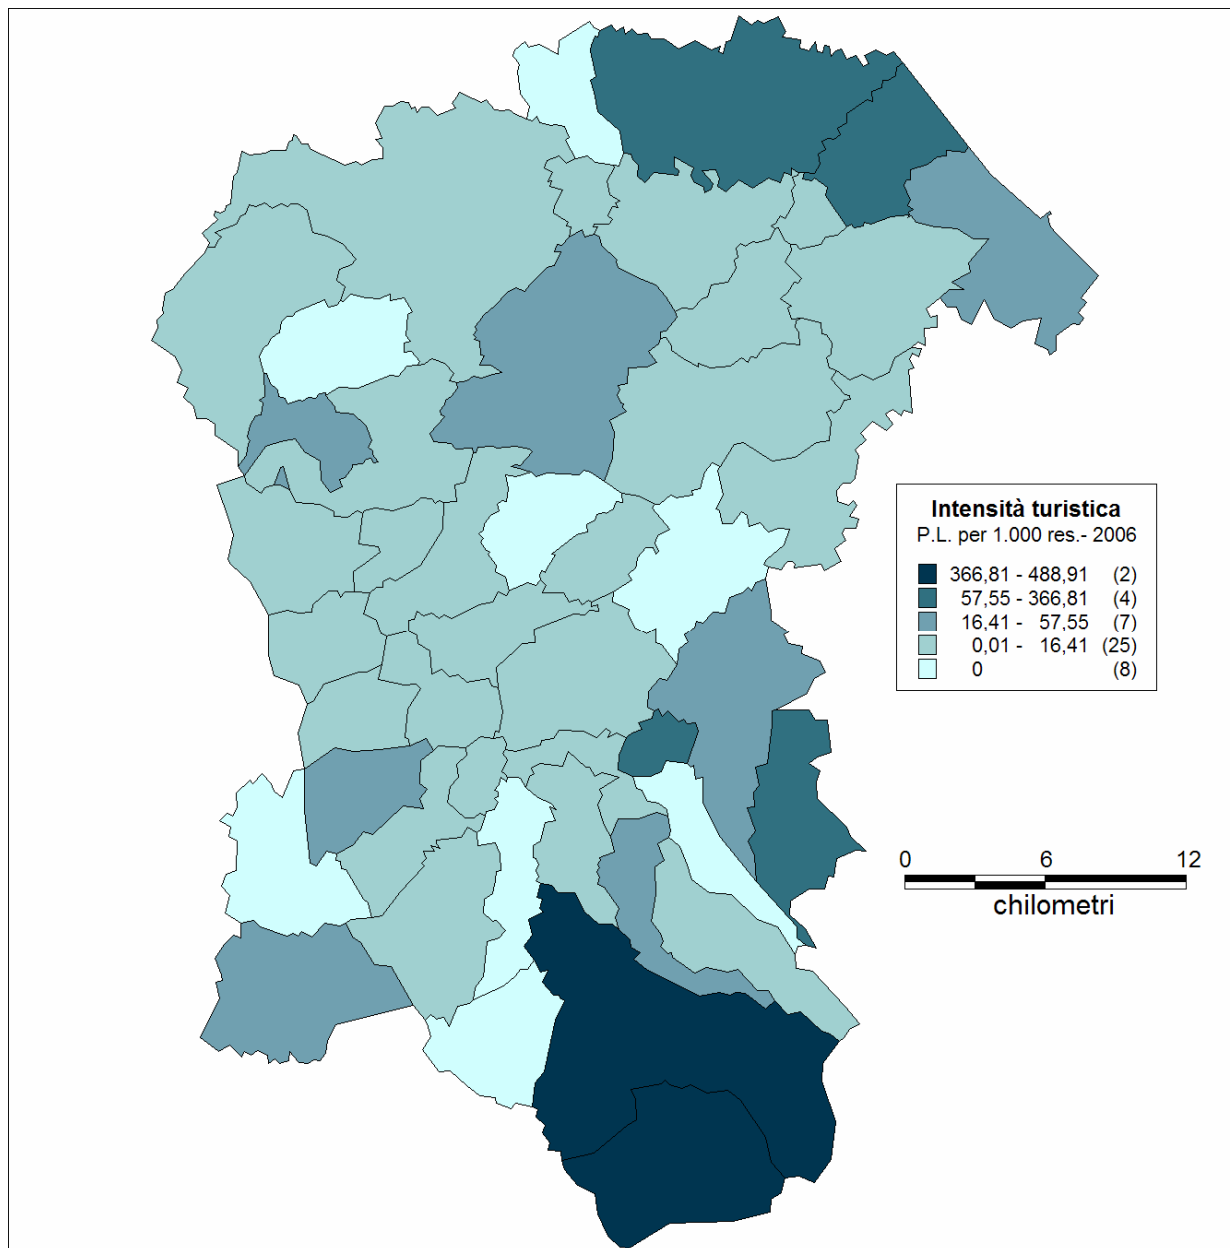 Intensità turistica
P.L. per 1.000 res.- 2006
366,81 - 488,91 (2)
57,55 - 366,81 (4)
16,41 - 57,55 (7)
0,01 - 16,41 (25)
0 (8)
0 6 12
chilometri